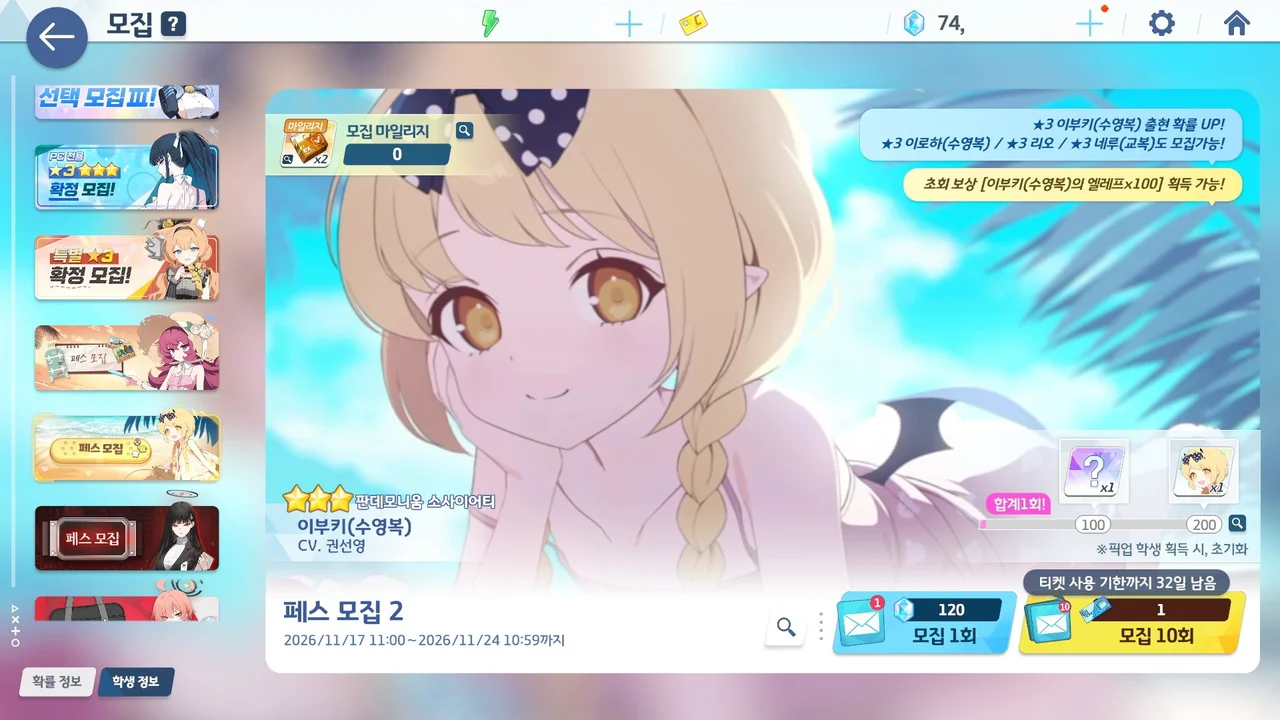 모집 ?
74,
선택 모집 Ⅲ!
PC 전용
★3 ★★★
확정 모집!
특별 ★3
확정 모집!
페스 모집
페스 모집
페스 모집
확률 정보
학생 정보
마일리지
x2
모집 마일리지
0
★3 이부키(수영복) 출현 확률 UP!
★3 이로하(수영복) / ★3 리오 / ★3 네루(교복)도 모집가능!
초회 보상 [이부키(수영복)의 엘레프x100] 획득 가능!
판데모니움 소사이어티
이부키(수영복)
CV. 권선영
?
x1
x1
합계1회!
100
200
※픽업 학생 획득 시, 초기화
티켓 사용 기한까지 32일 남음
페스 모집 2
2026/11/17 11:00~2026/11/24 10:59까지
1
120
모집 1회
10
1
모집 10회